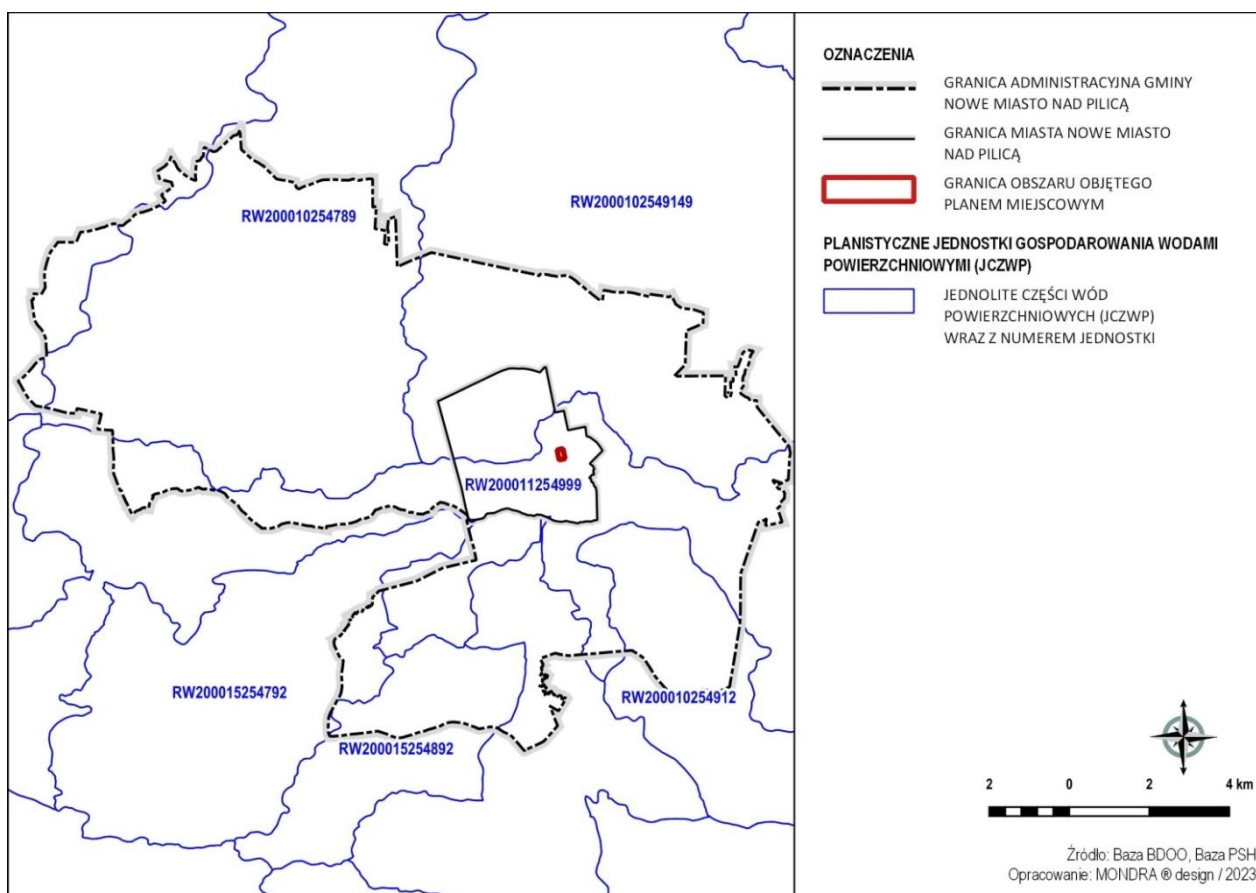 RW200010254789
RW2000102549149
RW200011254999
RW200015254792
RW200010254912
RW200015254892
OZNACZENIA
GRANICA ADMINISTRACYJNA GMINY
NOWE MIASTO NAD PILICĄ
GRANICA MIASTA NOWE MIASTO
NAD PILICĄ
GRANICA OBSZARU OBJĘTEGO
PLANEM MIEJSCOWYM
PLANISTYCZNE JEDNOSTKI GOSPODAROWANIA WODAMI
POWIERZCHNIOWYMI (JCZWP)
JEDNOLITE CZĘŚCI WÓD
POWIERZCHNIOWYCH (JCZWP)
WRAZ Z NUMEREM JEDNOSTKI
2 0 2 4 km
Źródło: Baza BDOO, Baza PSH
Opracowanie: MONDRA ® design / 2023